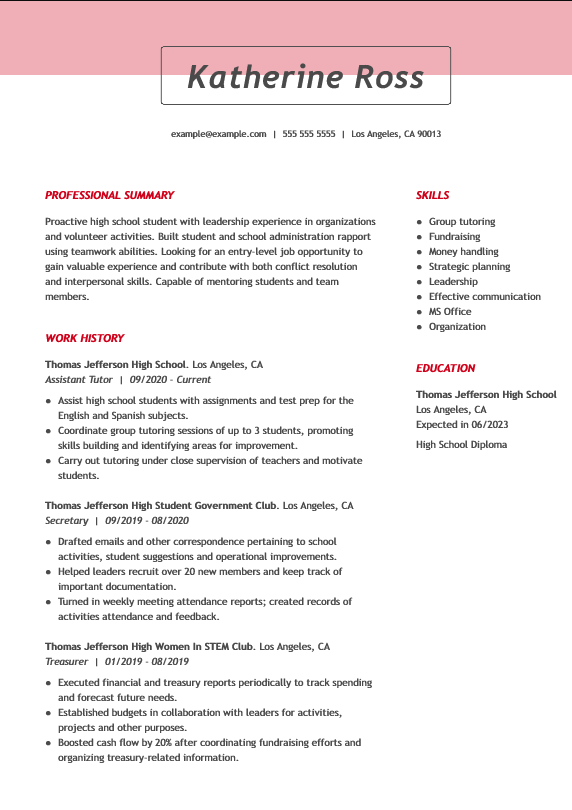 Katherine Ross
example@example.com | 555 555 5555 | Los Angeles, CA 90013
PROFESSIONAL SUMMARY
Proactive high school student with leadership experience in organizations
and volunteer activities. Built student and school administration rapport
using teamwork abilities. Looking for an entry-level job opportunity to
gain valuable experience and contribute with both conflict resolution
and interpersonal skills. Capable of mentoring students and team
members.
WORK HISTORY
Thomas Jefferson High School. Los Angeles, CA
Assistant Tutor | 09/2020 - Current
● Assist high school students with assignments and test prep for the
English and Spanish subjects.
● Coordinate group tutoring sessions of up to 3 students, promoting
skills building and identifying areas for improvement.
● Carry out tutoring under close supervision of teachers and motivate
students.
Thomas Jefferson High Student Government Club. Los Angeles, CA
Secretary | 09/2019 - 08/2020
● Drafted emails and other correspondence pertaining to school
activities, student suggestions and operational improvements.
● Helped leaders recruit over 20 new members and keep track of
important documentation.
● Turned in weekly meeting attendance reports; created records of
activities attendance and feedback.
Thomas Jefferson High Women In STEM Club. Los Angeles, CA
Treasurer | 01/2019 - 08/2019
● Executed financial and treasury reports periodically to track spending
and forecast future needs.
● Established budgets in collaboration with leaders for activities,
projects and other purposes.
● Boosted cash flow by 20% after coordinating fundraising efforts and
organizing treasury-related information.
SKILLS
● Group tutoring
● Fundraising
● Money handling
● Strategic planning
● Leadership
● Effective communication
● MS Office
● Organization
EDUCATION
Thomas Jefferson High School
Los Angeles, CA
Expected in 06/2023
High School Diploma